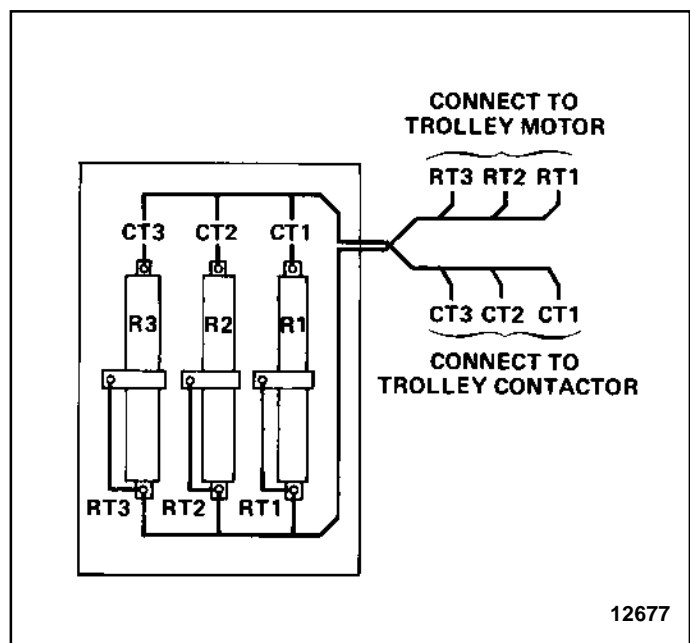 CONNECT TO
TROLLEY MOTOR
RT3 RT2 RT1
CT3 CT2 CT1
R3 R2 R1
CT3 CT2 CT1
CONNECT TO
TROLLEY CONTACTOR
RT3 RT2 RT1
12677